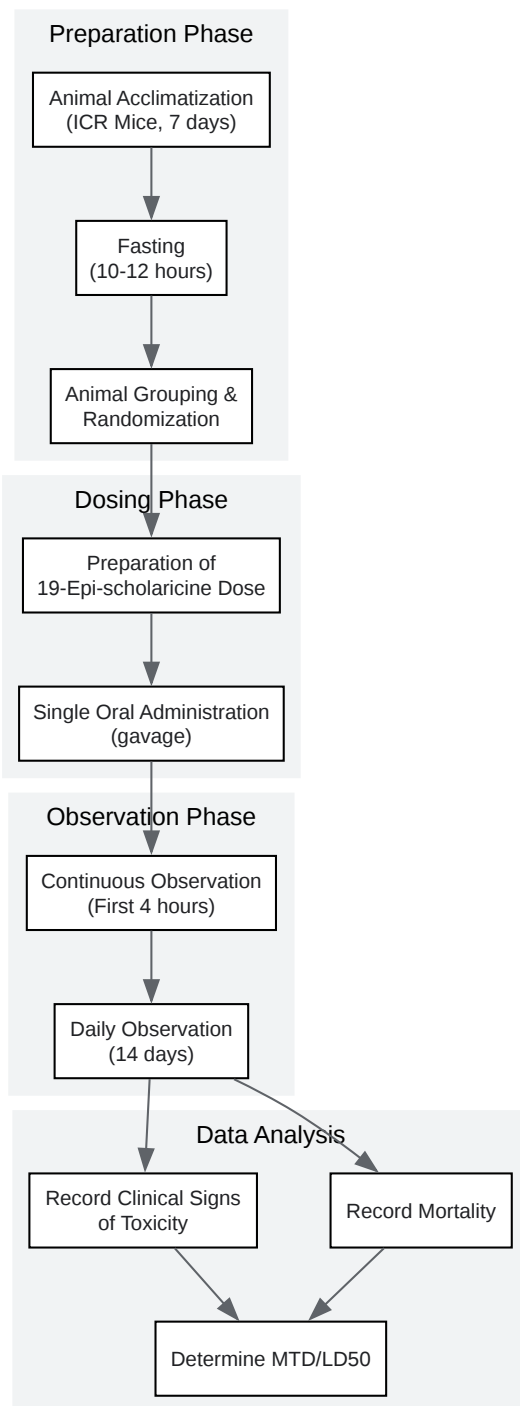 Preparation Phase
Animal Acclimatization
(ICR Mice, 7 days)
Fasting
(10-12 hours)
Animal Grouping &
Randomization
Dosing Phase
Preparation of
19-Epi-scholaricine Dose
Single Oral Administration
(gavage)
Observation Phase
Continuous Observation
(First 4 hours)
Daily Observation
(14 days)
Data Analysis
Record Clinical Signs
of Toxicity
Record Mortality
Determine MTD/LD50